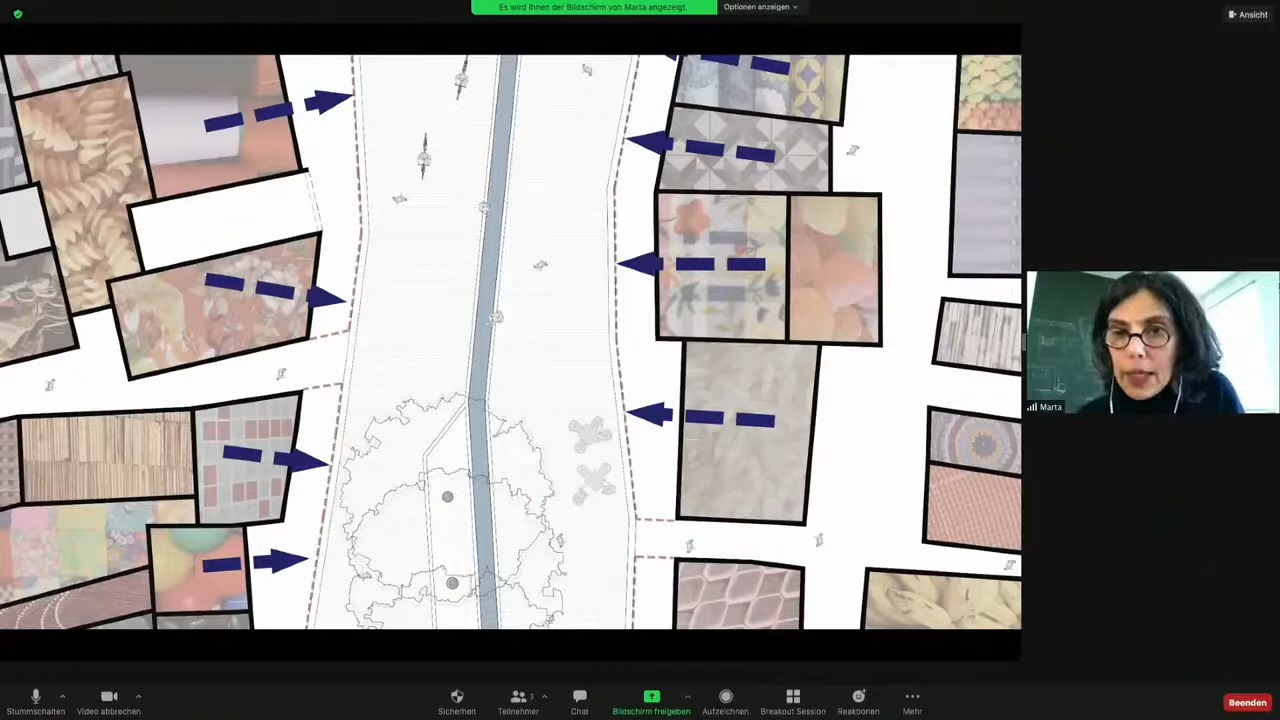 Es wird Ihnen der Bildschirm von Marta angezeigt.
Optionen anzeigen
Ansicht
Marta
Stummschalten
Video abbrechen
Sicherheit
3
Teilnehmer
Chat
Bildschirm freigeben
Aufzeichnen
Breakout Session
Reaktionen
Mehr
Beenden